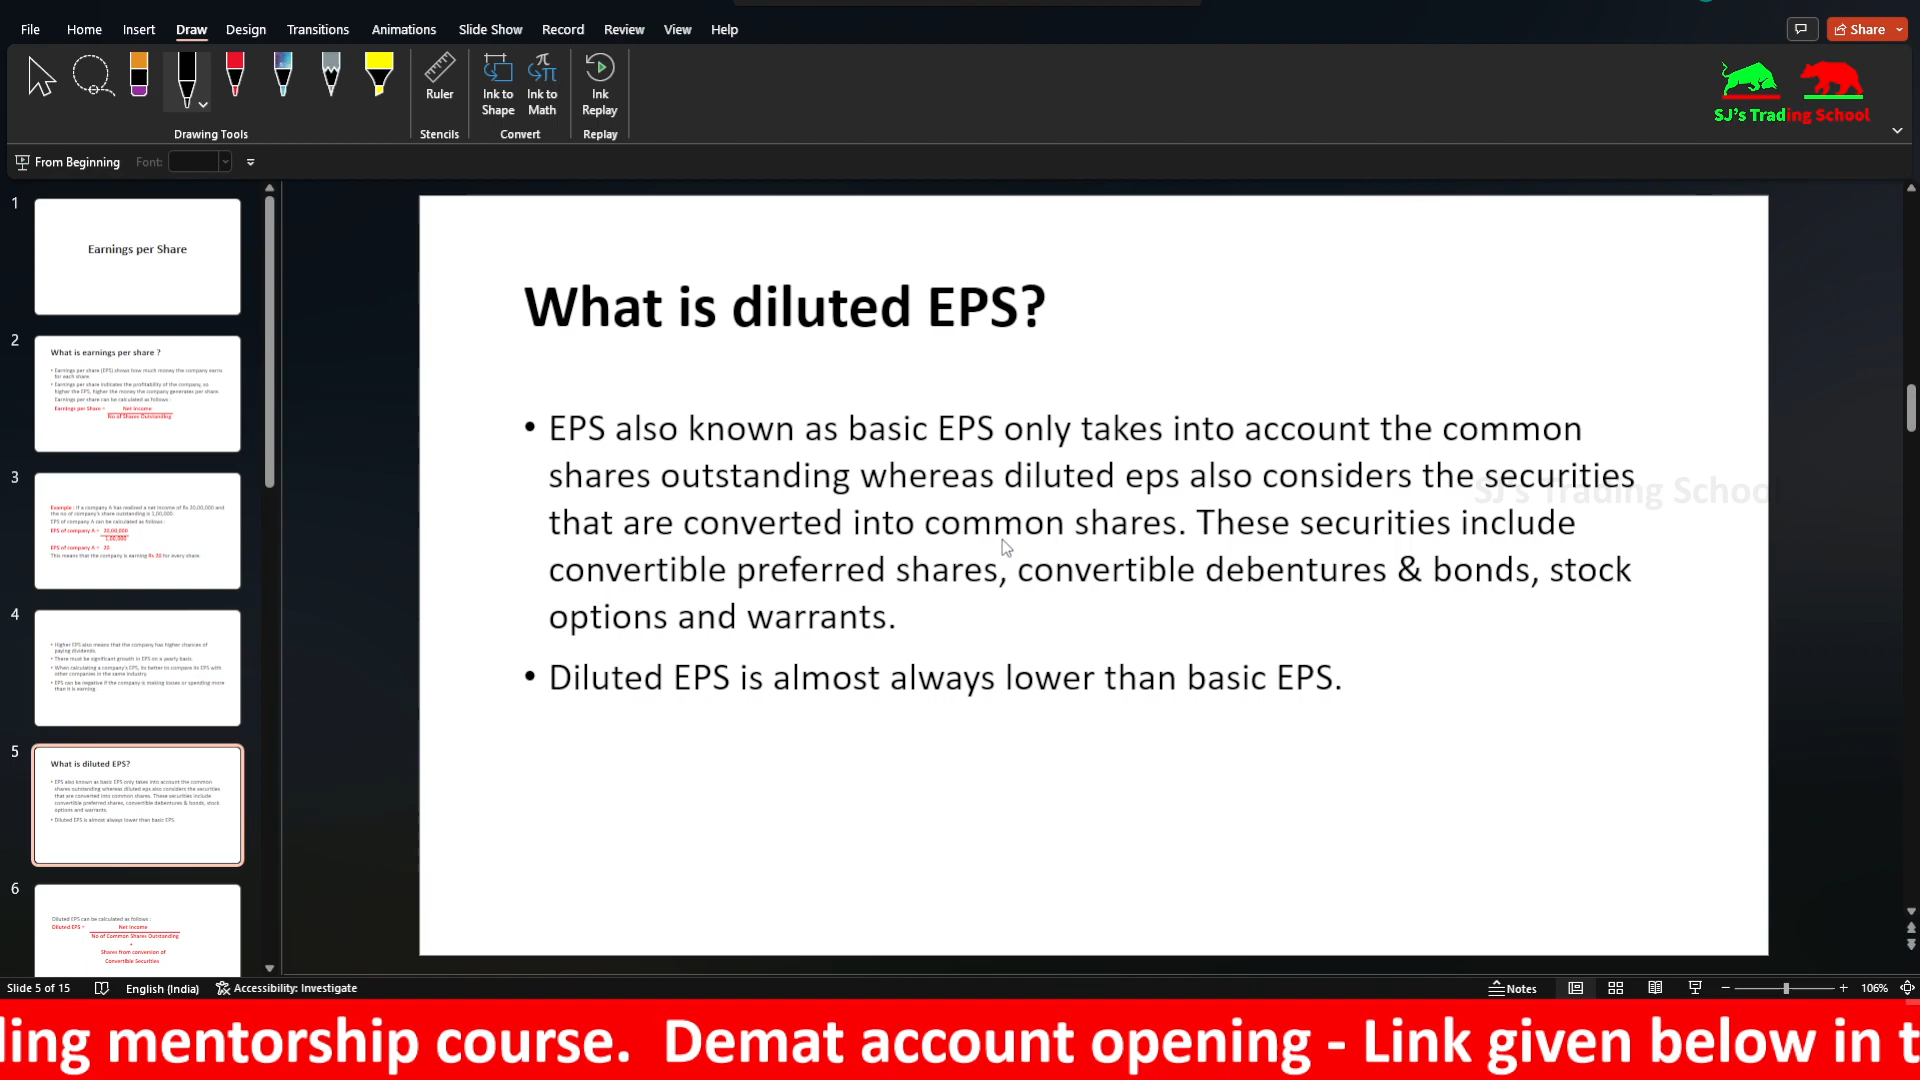 File Home Insert Draw Design Transitions Animations Slide Show Record Review View Help
Share
Ruler
Ink to Shape
Ink to Math
Ink Replay
Drawing Tools
Stencils
Convert
Replay
SJ's Trading School
From Beginning Font:
1
Earnings per Share
2
What is earnings per share ?
• Earnings per share (EPS) shows how much money the company earns
for each share.
• Earnings per share indicates the profitability of the company, so
higher the EPS, higher the money the company generates per share.
Earnings per share can be calculated as follows :
Earnings per Share = Net Income
No of Shares Outstanding
3
Example : If a company A has realized a net income of Rs 20,00,000 and
the no of company's share outstanding is 1,00,000.
EPS of company A can be calculated as follows :
EPS of company A = 20,00,000
1,00,000
EPS of company A = 20
This means that the company is earning Rs 20 for every share.
4
• Higher EPS also means that the company has higher chances of
paying dividends.
• There must be significant growth in EPS on a yearly basis.
• When calculating a company's EPS, its better to compare its EPS with
other companies in the same industry.
• EPS can be negative if the company is making losses or spending more
than it is earning
5
What is diluted EPS?
• EPS also known as basic EPS only takes into account the common
shares outstanding whereas diluted eps also considers the securities
that are converted into common shares. These securities include
convertible preferred shares, convertible debentures & bonds, stock
options and warrants.
• Diluted EPS is almost always lower than basic EPS.
6
Diluted EPS can be calculated as follows :
Diluted EPS = Net Income
No of Common Shares Outstanding
+
Shares from conversion of
Convertible Securities
What is diluted EPS?
• EPS also known as basic EPS only takes into account the common
shares outstanding whereas diluted eps also considers the securities
that are converted into common shares. These securities include
convertible preferred shares, convertible debentures & bonds, stock
options and warrants.
• Diluted EPS is almost always lower than basic EPS.
SJ's Trading School
Slide 5 of 15 English (India) Accessibility: Investigate Notes 106%
ling mentorship course. Demat account opening - Link given below in t